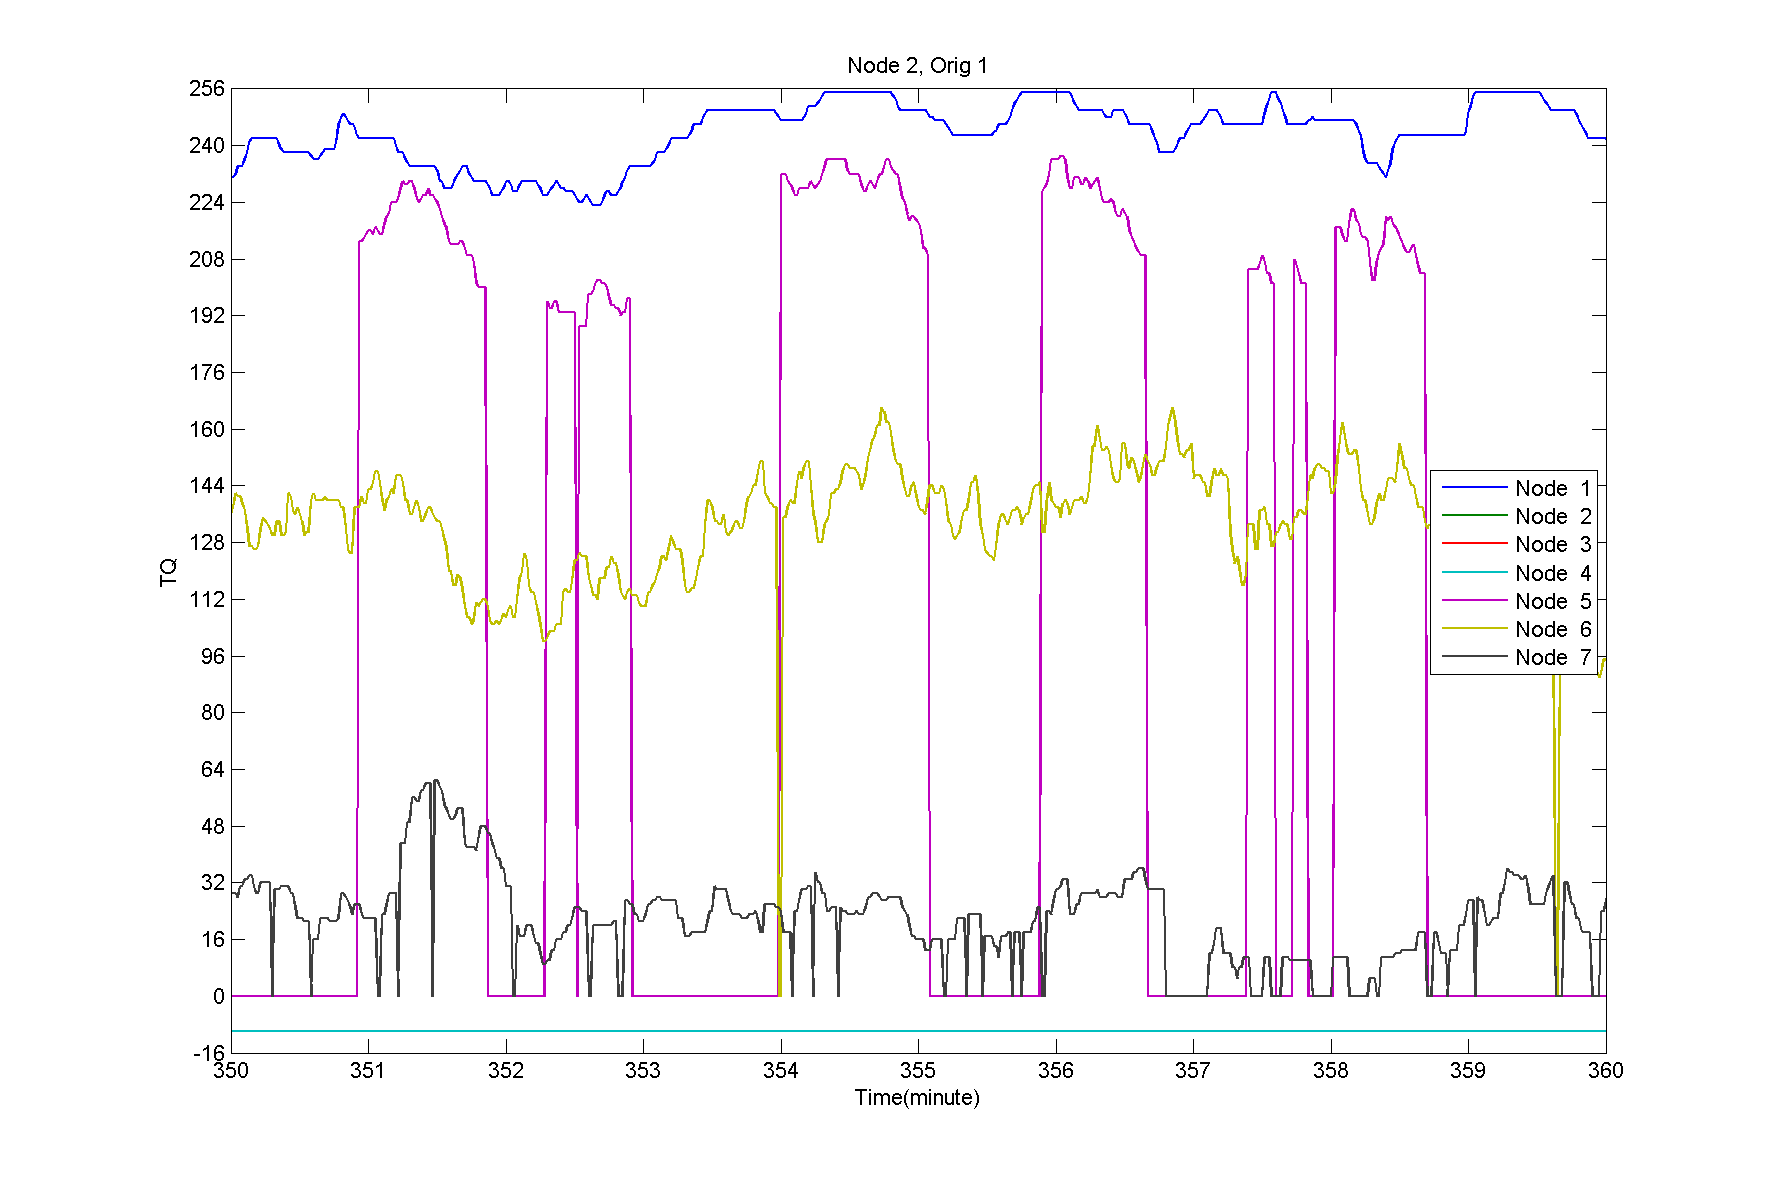 Node 2, Orig 1
256
240
224
208
192
176
160
144
128
112
96
80
64
48
32
16
0
-16
TQ
Node 1
Node 2
Node 3
Node 4
Node 5
Node 6
Node 7
350 351 352 353 354 355 356 357 358 359 360
Time(minute)